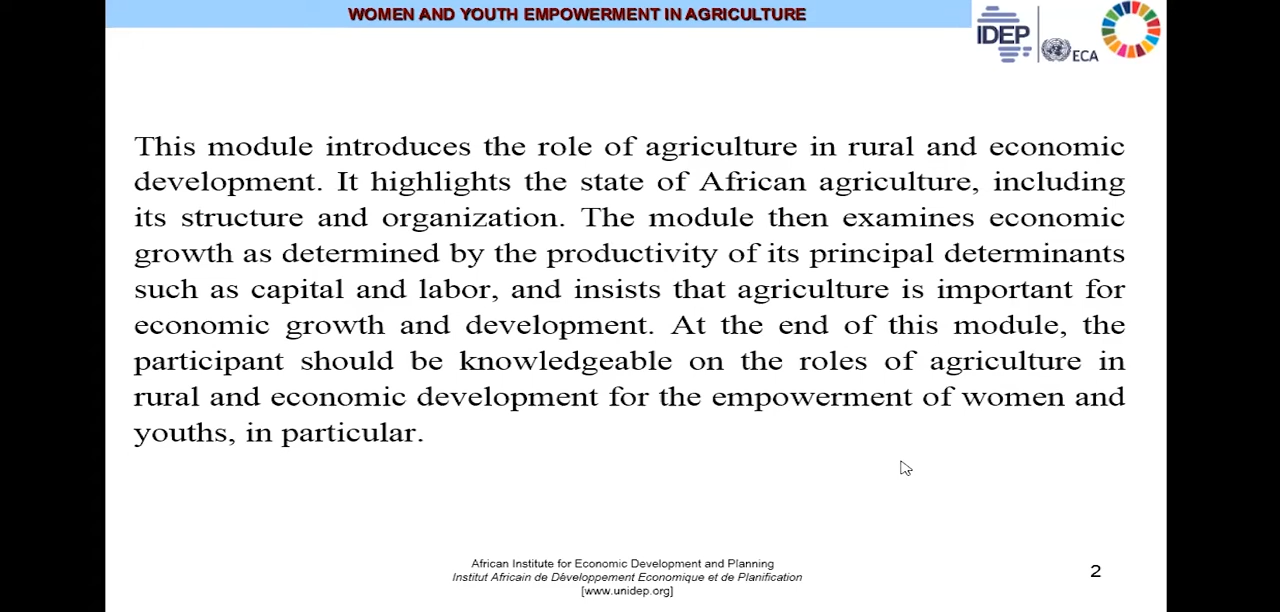 WOMEN AND YOUTH EMPOWERMENT IN AGRICULTURE
IDEP
ECA
This module introduces the role of agriculture in rural and economic
development. It highlights the state of African agriculture, including
its structure and organization. The module then examines economic
growth as determined by the productivity of its principal determinants
such as capital and labor, and insists that agriculture is important for
economic growth and development. At the end of this module, the
participant should be knowledgeable on the roles of agriculture in
rural and economic development for the empowerment of women and
youths, in particular.
African Institute for Economic Development and Planning
Institut Africain de Développement Economique et de Planification
[www.unidep.org]
2